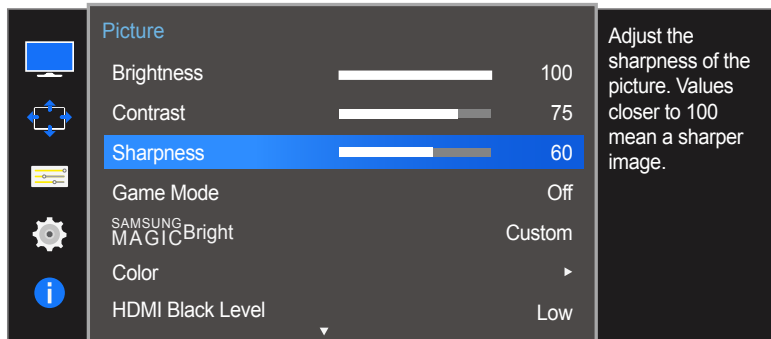 Picture
Brightness 100
Contrast 75
Sharpness 60
Game Mode Off
SAMSUNG
MAGICBright Custom
Color
HDMI Black Level Low
Adjust the
sharpness of the
picture. Values
closer to 100
mean a sharper
image.